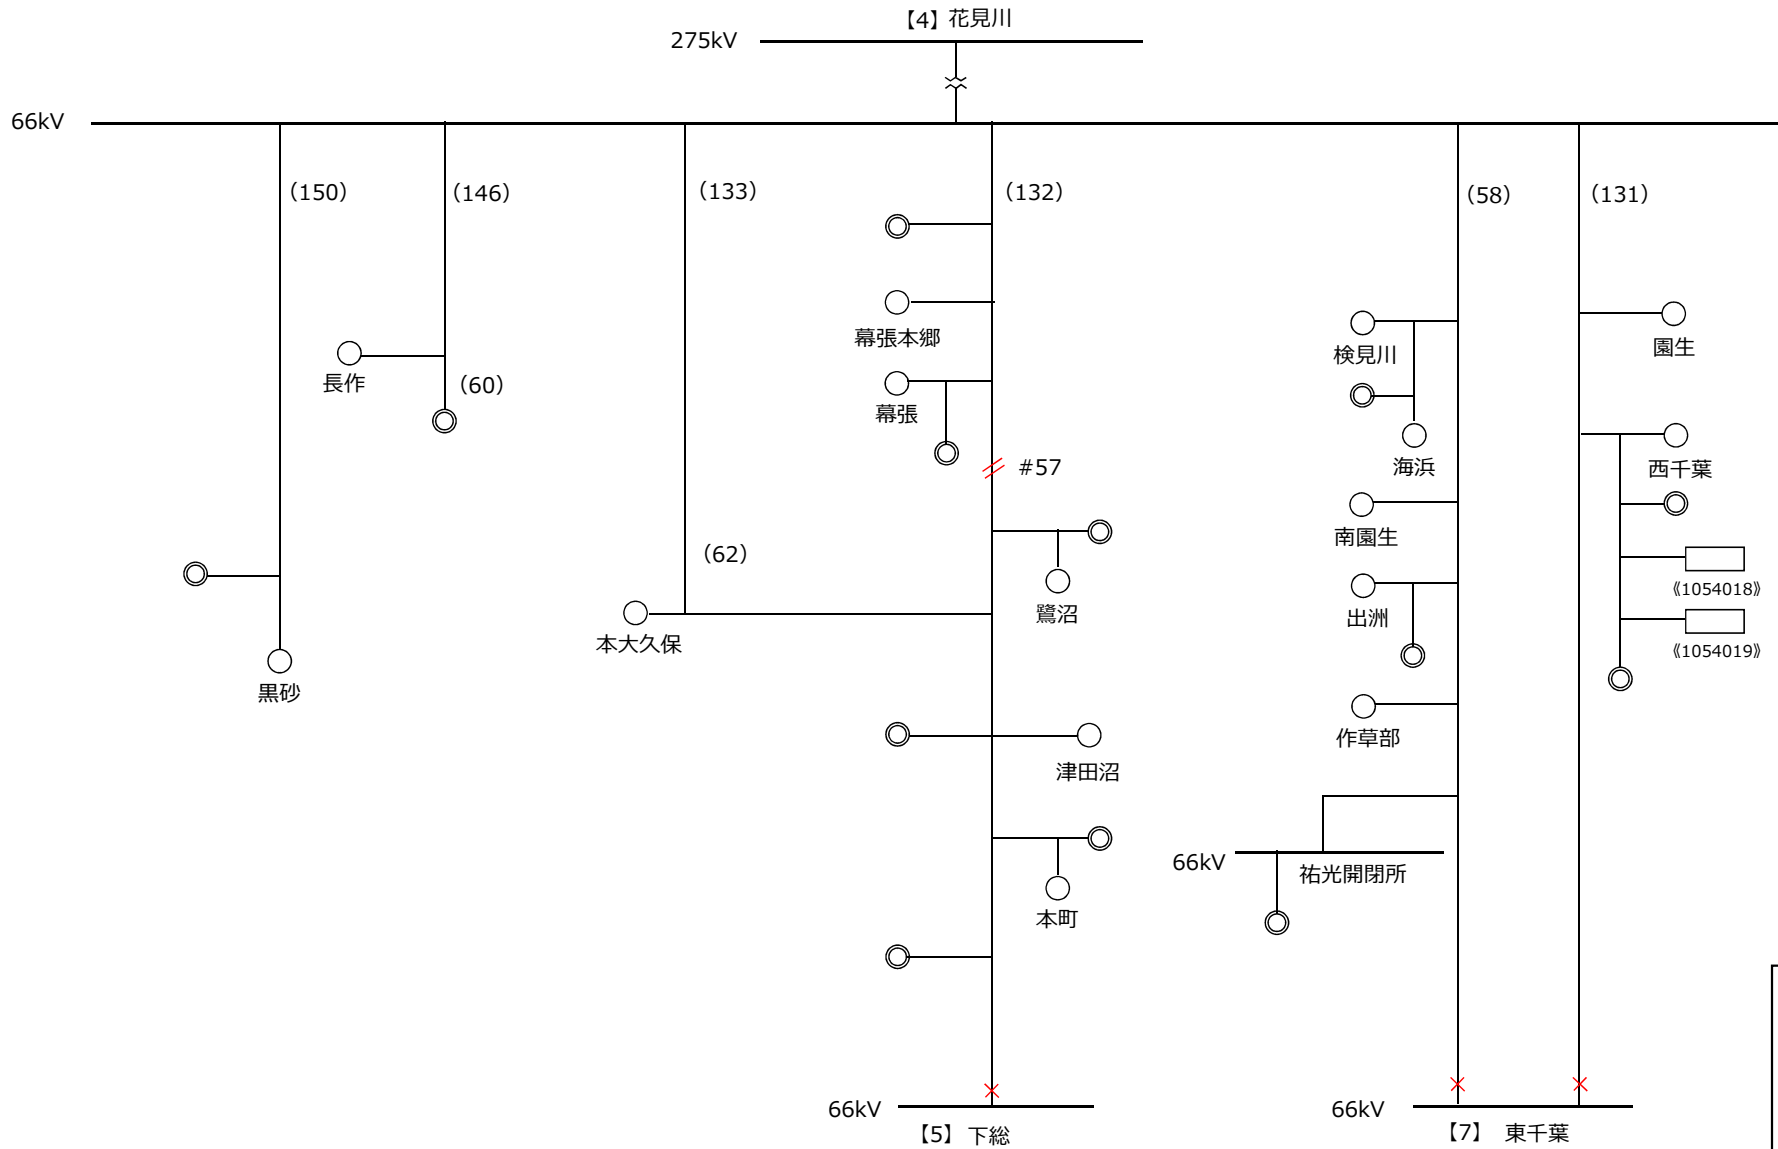 【4】花見川
275kV
66kV
(150)
(146)
(133)
(132)
(58)
(131)
幕張本郷
検見川
園生
長作
(60)
幕張
海浜
西千葉
#57
南園生
(62)
《1054018》
鷺沼
出洲
本大久保
《1054019》
黒砂
作草部
津田沼
66kV
祐光開閉所
本町
66kV
【5】下総
66kV
【7】 東千葉